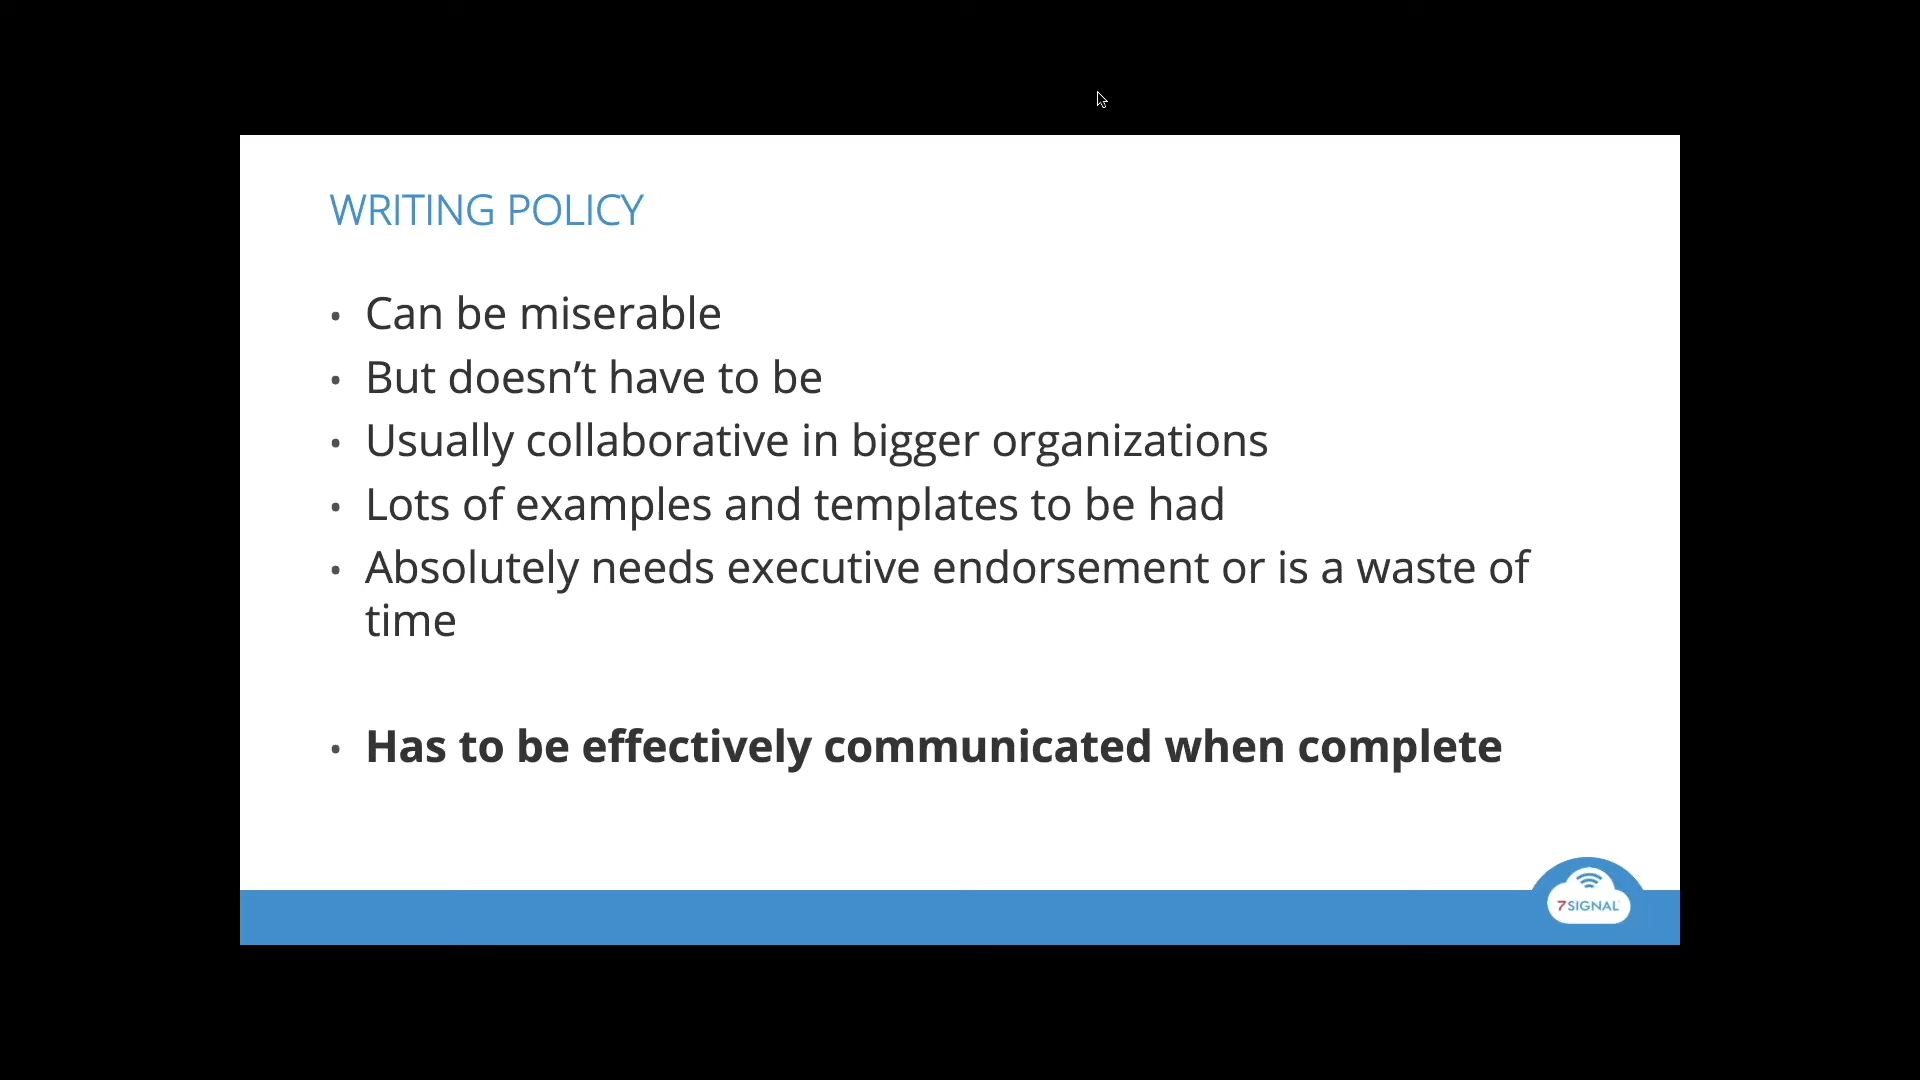 WRITING POLICY
• Can be miserable
• But doesn’t have to be
• Usually collaborative in bigger organizations
• Lots of examples and templates to be had
• Absolutely needs executive endorsement or is a waste of
time
• Has to be effectively communicated when complete
7SIGNAL